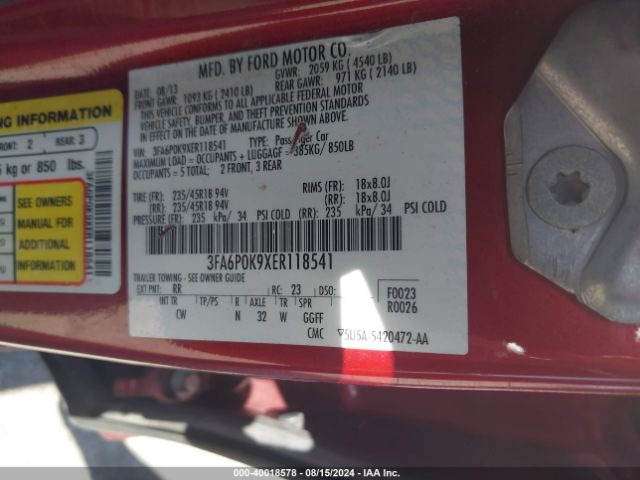 NG INFORMATION
RONT: 2 REAR: 3
5 kg or 850 lbs.
SEE OWNERS
MANUAL FOR
ADDITIONAL
INFORMATION
3FA6P0K9XER118541
MFD. BY FORD MOTOR CO.
DATE: 08/13 GVWR: 2059 KG (4540 LB)
FRONT GAWR: 1093 KG (2410 LB) REAR GAWR: 971 KG (2140 LB)
THIS VEHICLE CONFORMS TO ALL APPLICABLE FEDERAL MOTOR
VEHICLE SAFETY, BUMPER, AND THEFT PREVENTION STANDARDS
IN EFFECT ON THE DATE OF MANUFACTURE SHOWN ABOVE.
VIN: 3FA6P0K9XER118541 TYPE: Passenger Car
MAXIMUM LOAD = OCCUPANTS + LUGGAGE = 385KG/ 850LB
OCCUPANTS = 5 TOTAL: 2 FRONT, 3 REAR
TIRE (FR): 235/45R18 94V RIMS (FR): 18x8.0J
(RR): 235/45R18 94V (RR): 18x8.0J
PRESSURE (FR): 235 kPa/ 34 PSI COLD (RR): 235 kPa/ 34 PSI COLD
3FA6P0K9XER118541
TRAILER TOWING - SEE OWNER GUIDE
EXT PNT: RR RC: 23 DSO: F0023
INT TR TP/PS R AXLE TR SPR R0026
CW N 32 W GGFF
CMC 5U5A-5420472-AA
000-40018578 - 08/15/2024 - IAA Inc.